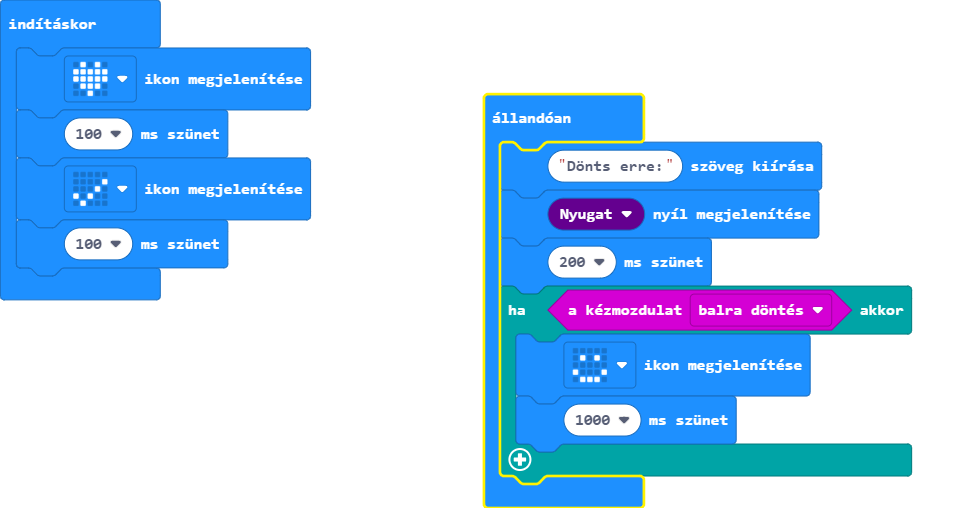 indításkor
ikon megjelenítése
100 ms szünet
ikon megjelenítése
100 ms szünet
állandóan
"Dönts erre:" szöveg kiírása
Nyugat nyíl megjelenítése
200 ms szünet
ha a kézmozdulat balra döntés akkor
ikon megjelenítése
1000 ms szünet